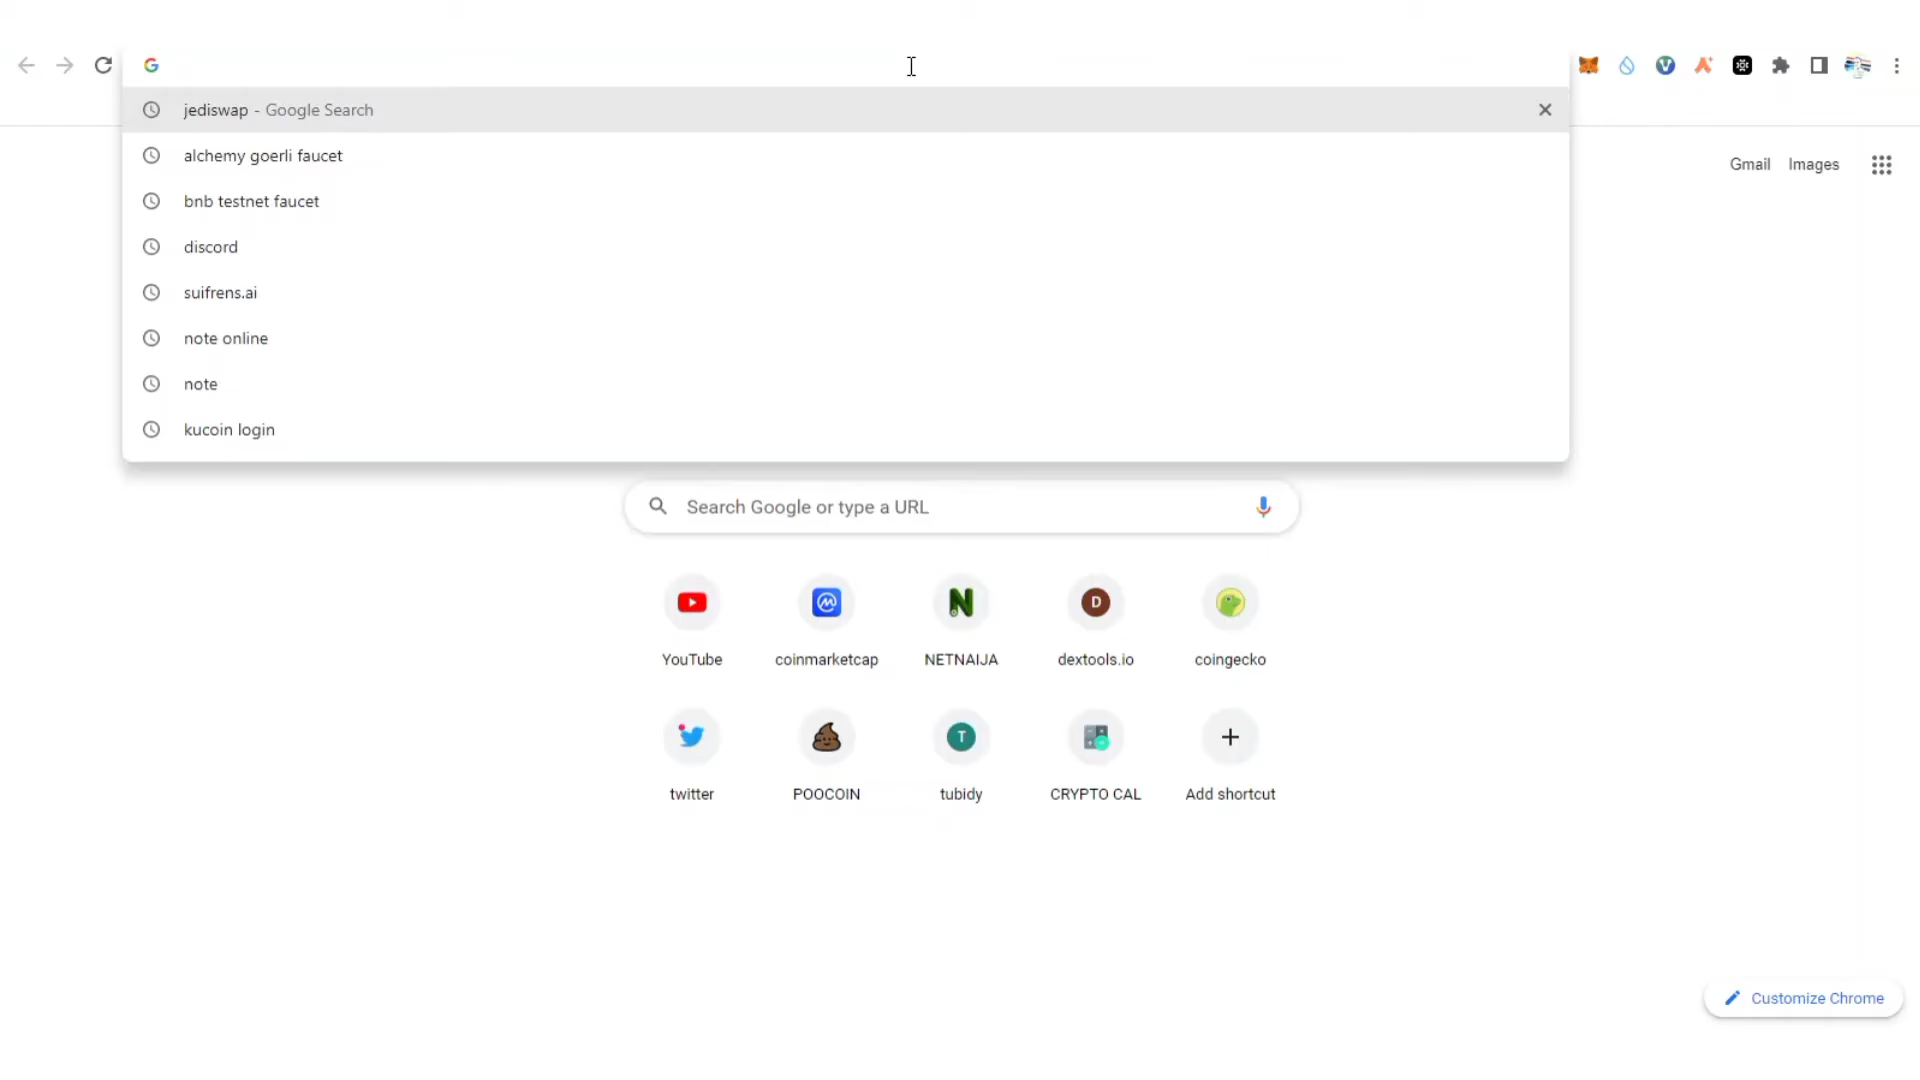 jediswap - Google Search
alchemy goerli faucet
bnb testnet faucet
discord
suifrens.ai
note online
note
kucoin login
Gmail Images
Search Google or type a URL
YouTube coinmarketcap NETNAIJA dextools.io coingecko
D
N
twitter POOCOIN tubidy CRYPTO CAL Add shortcut
T
Customize Chrome